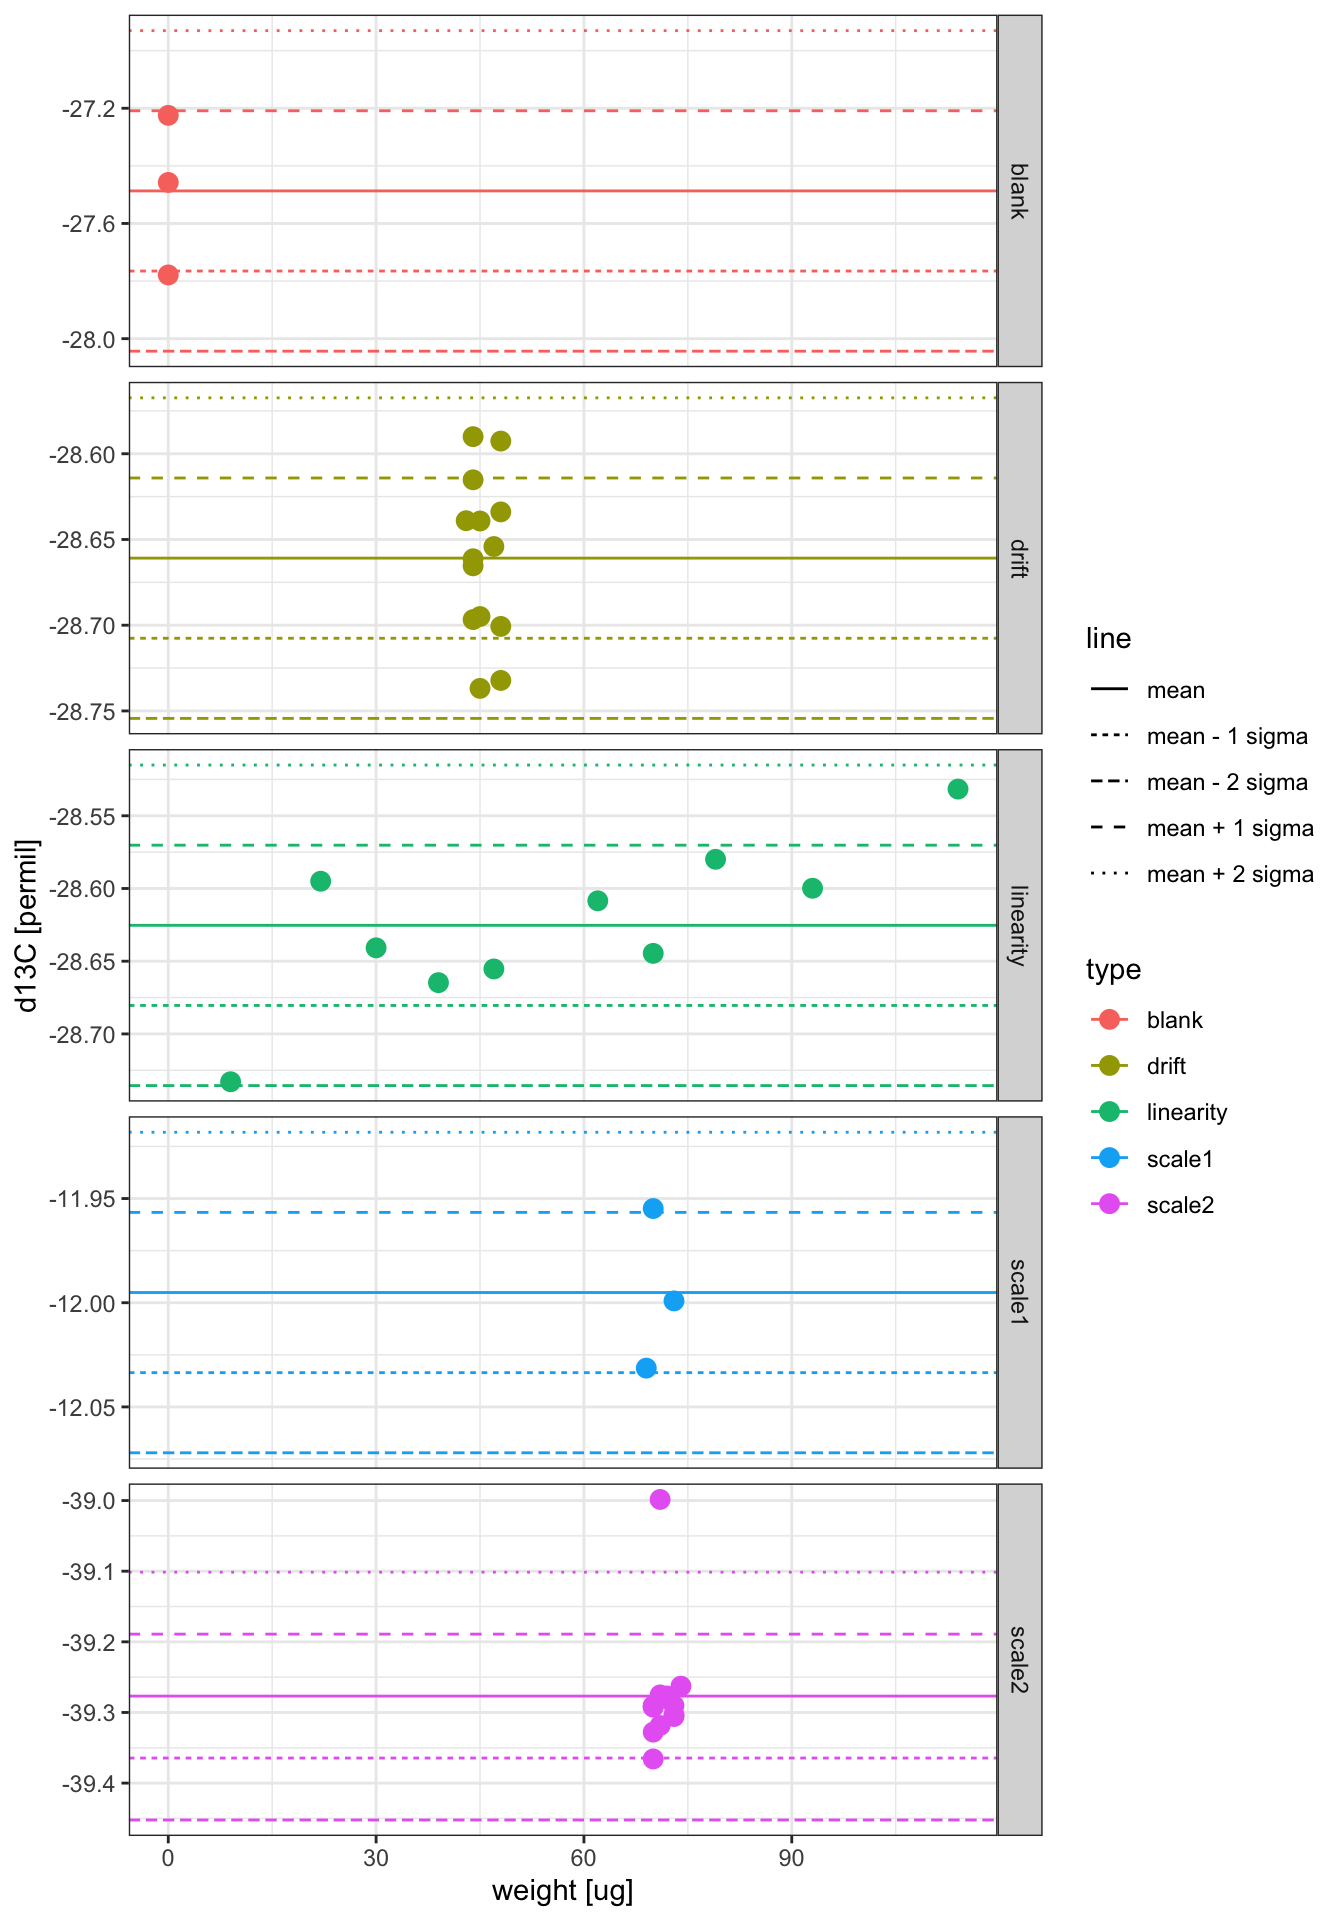 -27.2
-27.6
-28.0
blank
-28.60
-28.65
-28.70
-28.75
drift
-28.55
-28.60
-28.65
-28.70
linearity
-11.95
-12.00
-12.05
scale1
-39.0
-39.1
-39.2
-39.3
-39.4
scale2
d13C [permil]
0 30 60 90
weight [ug]
line
mean
mean - 1 sigma
mean - 2 sigma
mean + 1 sigma
mean + 2 sigma
type
blank
drift
linearity
scale1
scale2